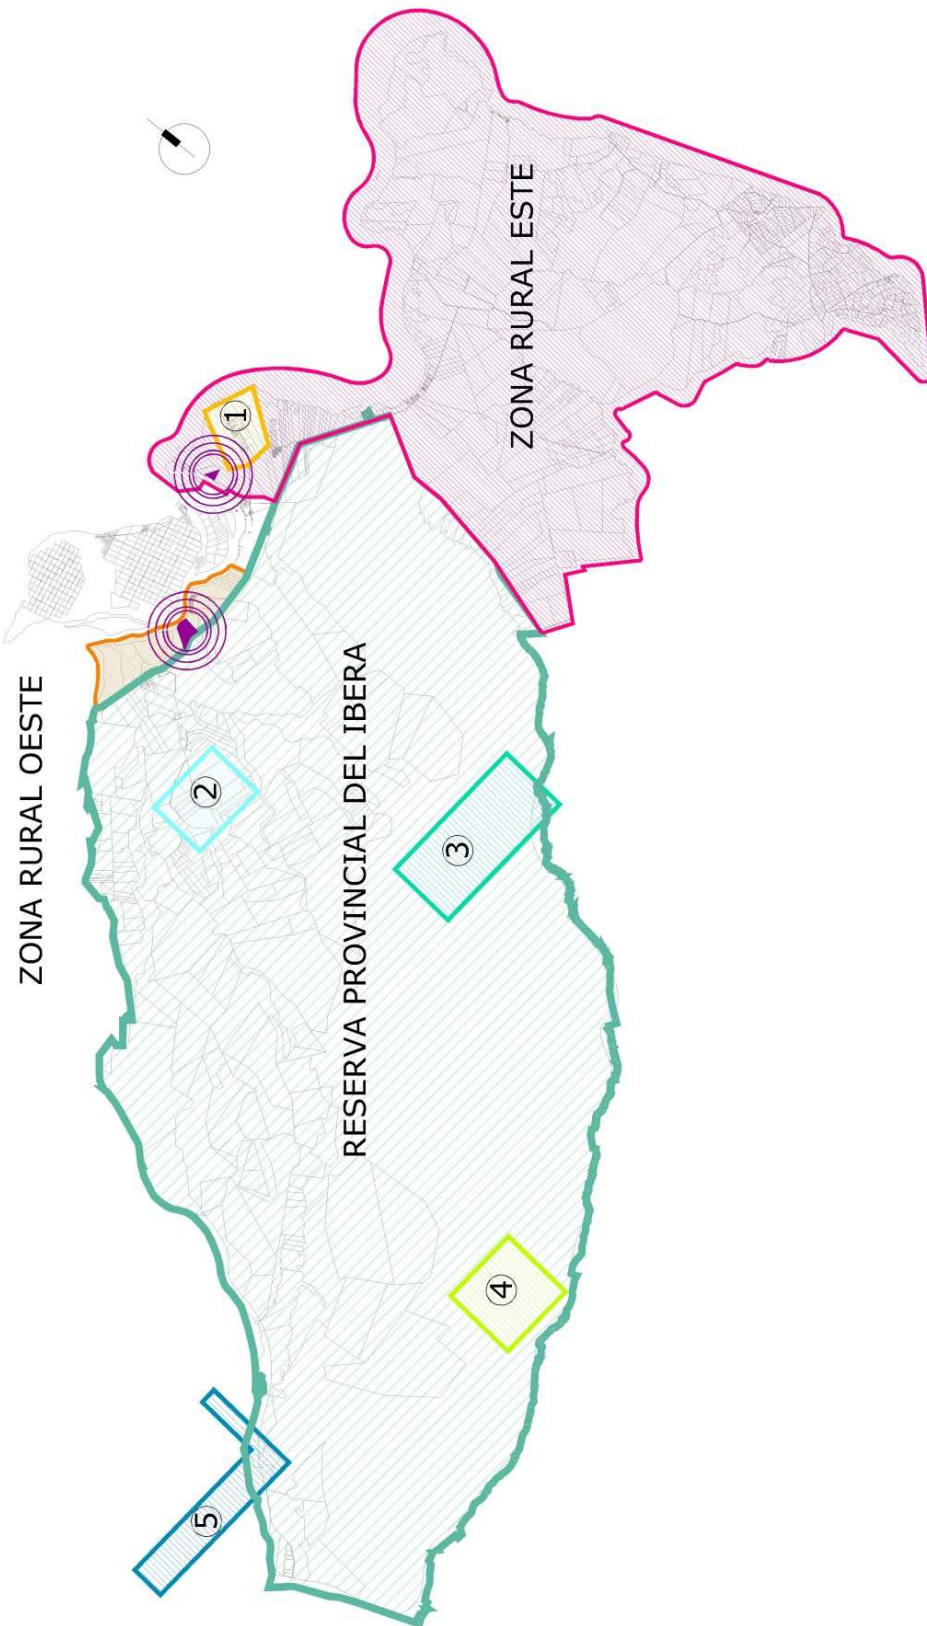 ZONA RURAL ESTE
①
ZONA RURAL OESTE
②
RESERVA PROVINCIAL DEL IBERA
③
④
⑤